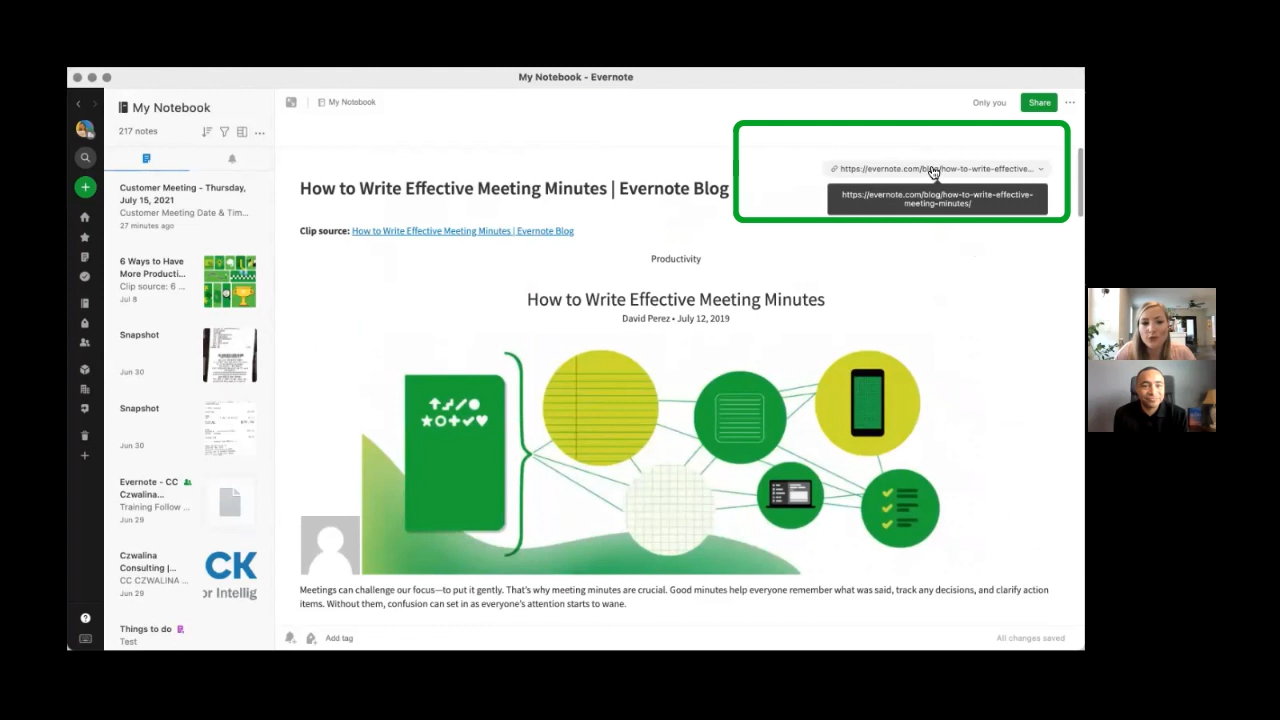 My Notebook - Evernote
My Notebook
217 notes
Customer Meeting - Thursday,
July 15, 2021
Customer Meeting Date & Tim...
27 minutes ago
6 Ways to Have
More Producti...
Clip source: 6 ...
Jul 8
Snapshot
Jun 30
Snapshot
Jun 30
Evernote - CC
Czwalina...
Training Follow ...
Jun 29
Czwalina
Consulting |...
CC CZWALINA ...
Jun 29
CK
or Intellig
Things to do
Test
My Notebook
Only you
Share
https://evernote.com/blog/how-to-write-effective...
https://evernote.com/blog/how-to-write-effective-
meeting-minutes/
How to Write Effective Meeting Minutes | Evernote Blog
Clip source: How to Write Effective Meeting Minutes | Evernote Blog
Productivity
How to Write Effective Meeting Minutes
David Perez • July 12, 2019
Meetings can challenge our focus—to put it gently. That's why meeting minutes are crucial. Good minutes help everyone remember what was said, track any decisions, and clarify action
items. Without them, confusion can set in as everyone's attention starts to wane.
Add tag
All changes saved